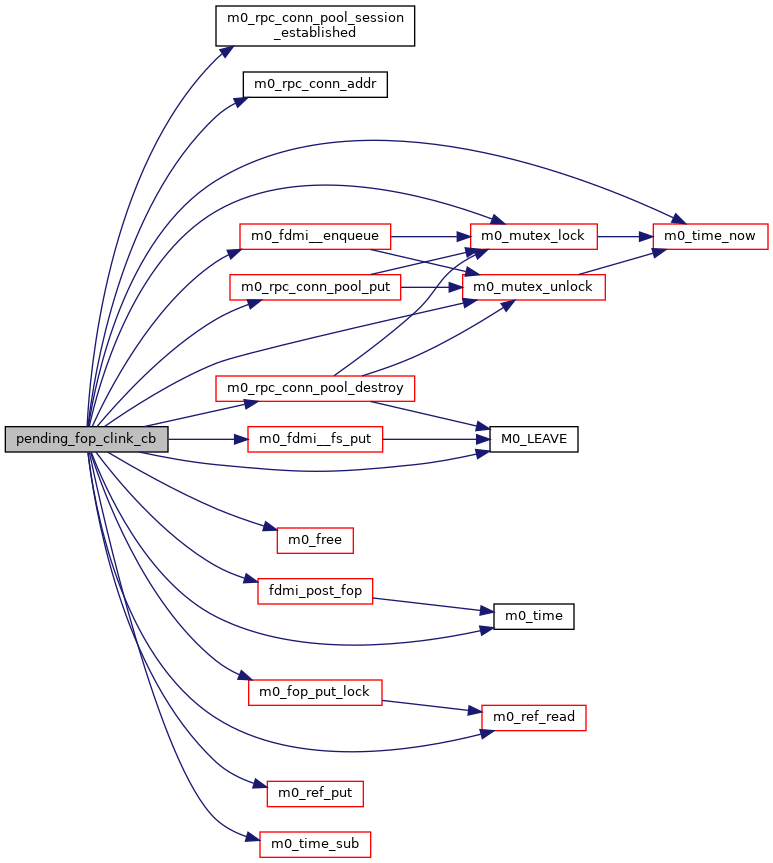 m0_rpc_conn_pool_session
_established
m0_rpc_conn_addr
m0_fdmi__enqueue
m0_mutex_lock
m0_time_now
m0_rpc_conn_pool_put
m0_mutex_unlock
m0_rpc_conn_pool_destroy
pending_fop_clink_cb
m0_fdmi__fs_put
M0_LEAVE
m0_free
fdmi_post_fop
m0_time
m0_fop_put_lock
m0_ref_read
m0_ref_put
m0_time_sub